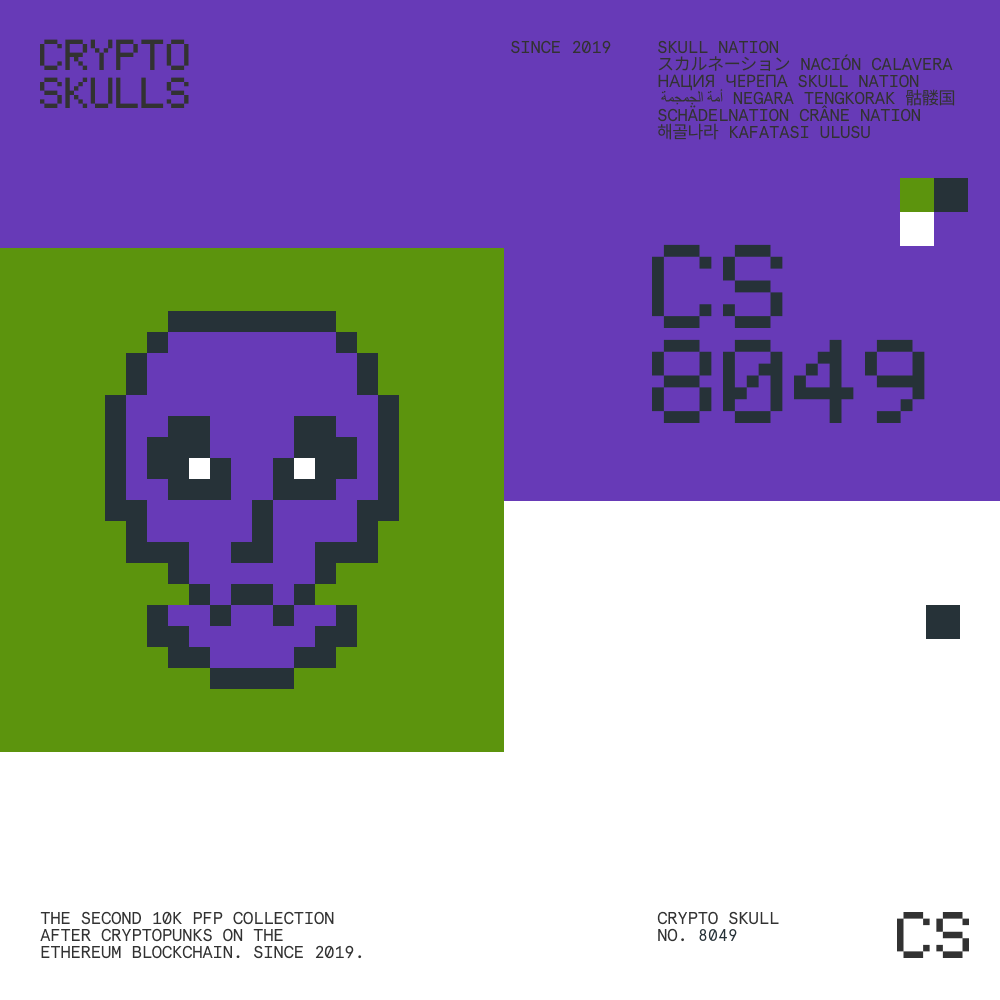 CRYPTO
SKULLS
SINCE 2019
SKULL NATION
スカルネーション NACIÓN CALAVERA
НАЦИЯ ЧЕРЕПА SKULL NATION
أمة الجمجمة NEGARA TENGKORAK 骷髅国
SCHÄDELNATION CRÂNE NATION
해골나라 KAFATASI ULUSU
CS
8049
THE SECOND 10K PFP COLLECTION
AFTER CRYPTOPUNKS ON THE
ETHEREUM BLOCKCHAIN. SINCE 2019.
CRYPTO SKULL
NO. 8049
CS